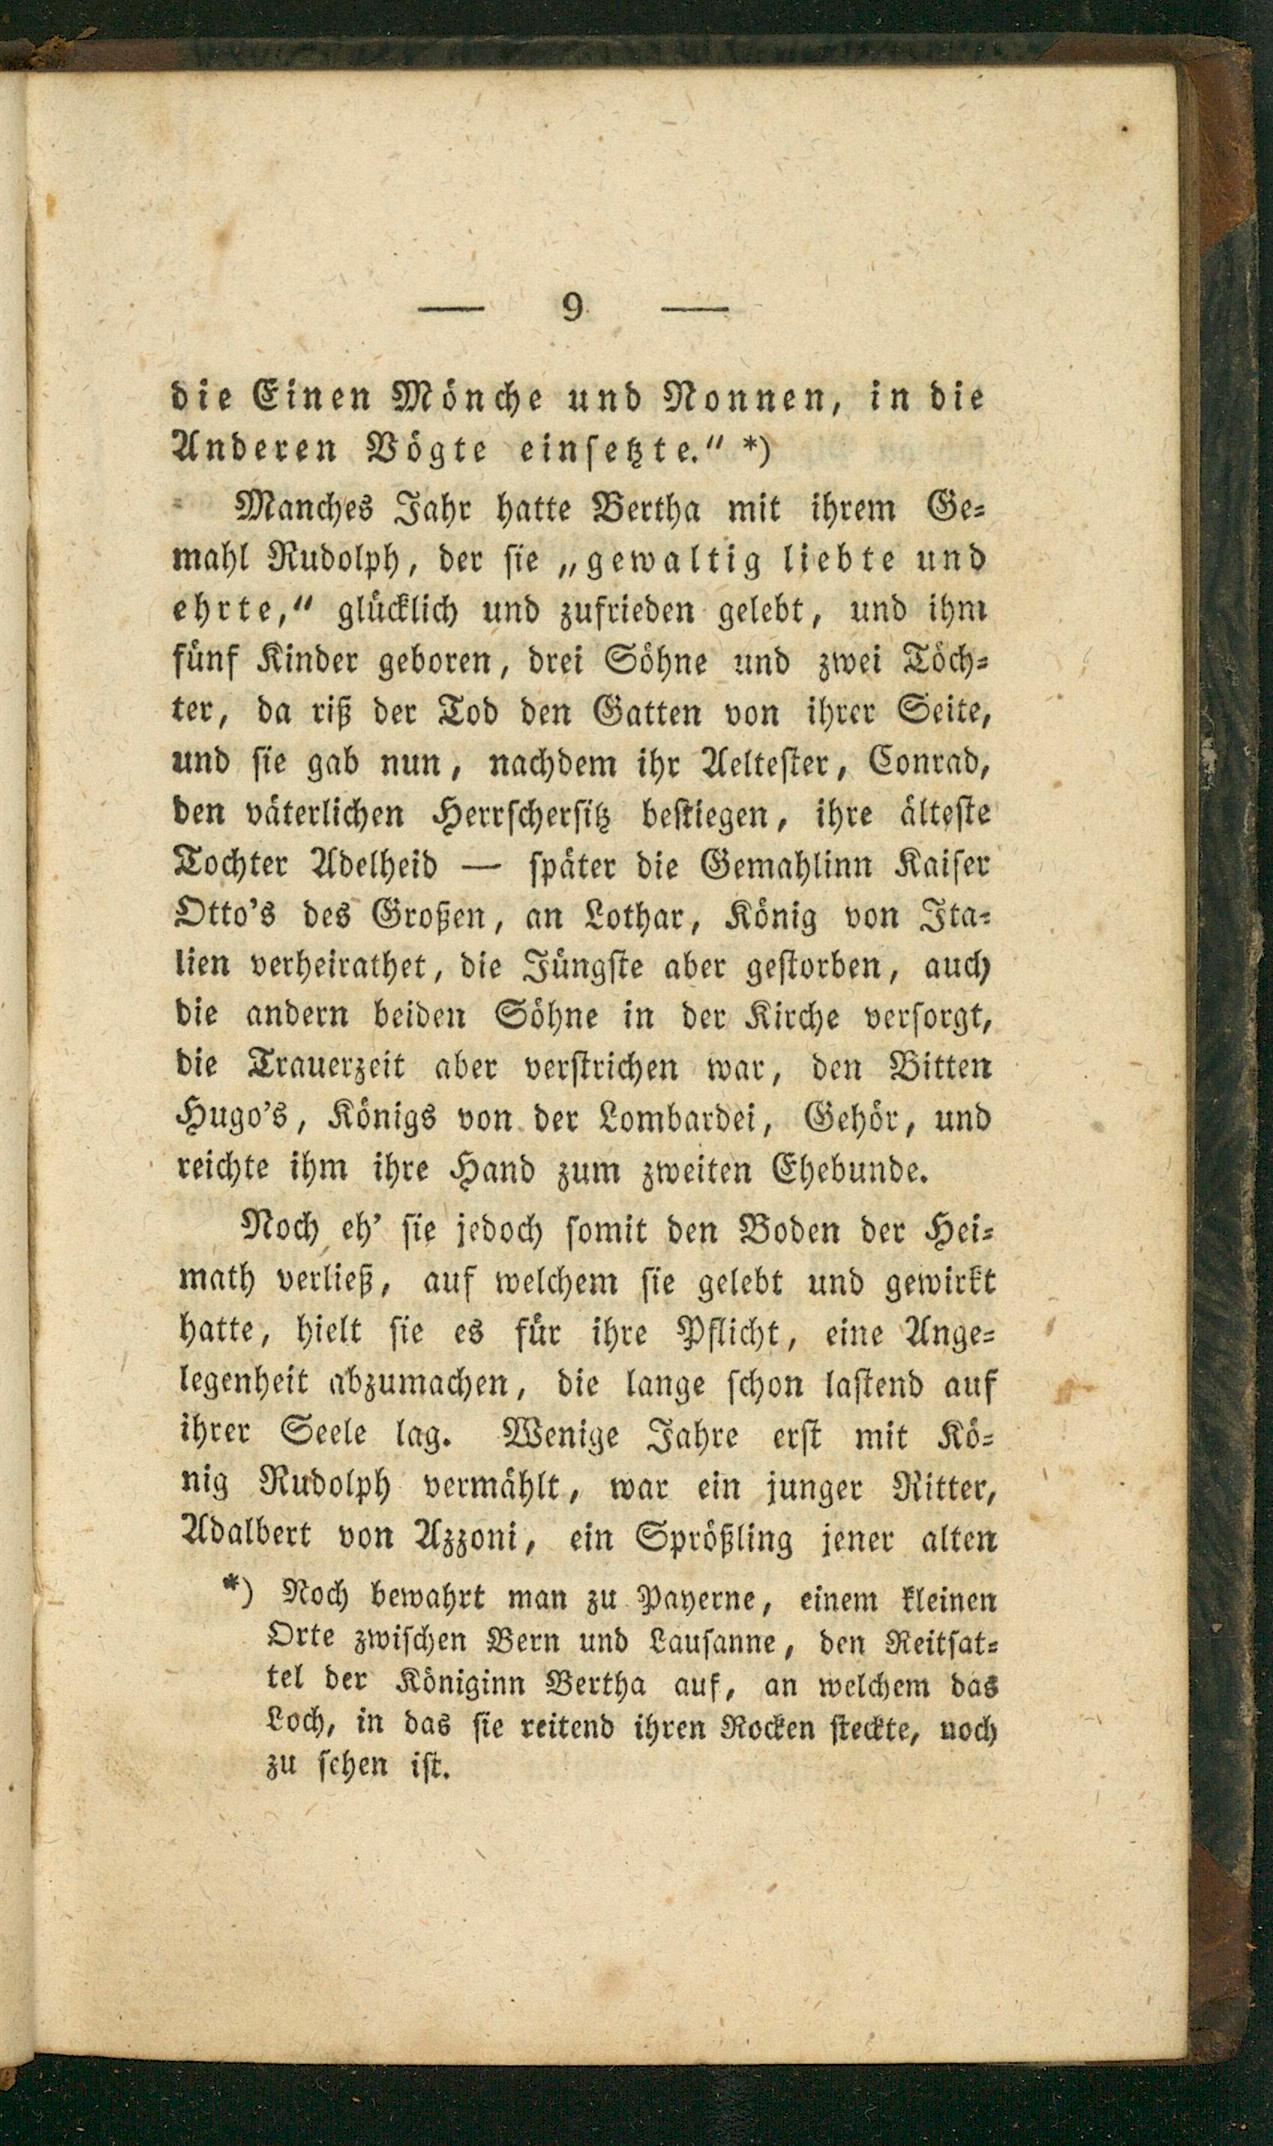 — 9 —
die Einen Mönche und Nonnen, in die
Anderen Vögte einsetzte.“ *)
Manches Jahr hatte Bertha mit ihrem Ge-
mahl Rudolph, der sie „gewaltig liebte und
ehrte,“ glücklich und zufrieden gelebt, und ihm
fünf Kinder geboren, drei Söhne und zwei Töch-
ter, da riß der Tod den Gatten von ihrer Seite,
und sie gab nun, nachdem ihr Aeltester, Conrad,
den väterlichen Herrschersitz bestiegen, ihre älteste
Tochter Adelheid — später die Gemahlinn Kaiser
Otto’s des Großen, an Lothar, König von Ita-
lien verheirathet, die Jüngste aber gestorben, auch
die andern beiden Söhne in der Kirche versorgt,
die Trauerzeit aber verstrichen war, den Bitten
Hugo’s, Königs von der Lombardei, Gehör, und
reichte ihm ihre Hand zum zweiten Ehebunde.
Noch eh’ sie jedoch somit den Boden der Hei-
math verließ, auf welchem sie gelebt und gewirkt
hatte, hielt sie es für ihre Pflicht, eine Ange-
legenheit abzumachen, die lange schon lastend auf
ihrer Seele lag. Wenige Jahre erst mit Kö-
nig Rudolph vermählt, war ein junger Ritter,
Adalbert von Azzoni, ein Sprößling jener alten
*) Noch bewahrt man zu Payerne, einem kleinen
Orte zwischen Bern und Lausanne, den Reitsat-
tel der Königinn Bertha auf, an welchem das
Loch, in das sie reitend ihren Rocken steckte, noch
zu sehen ist.